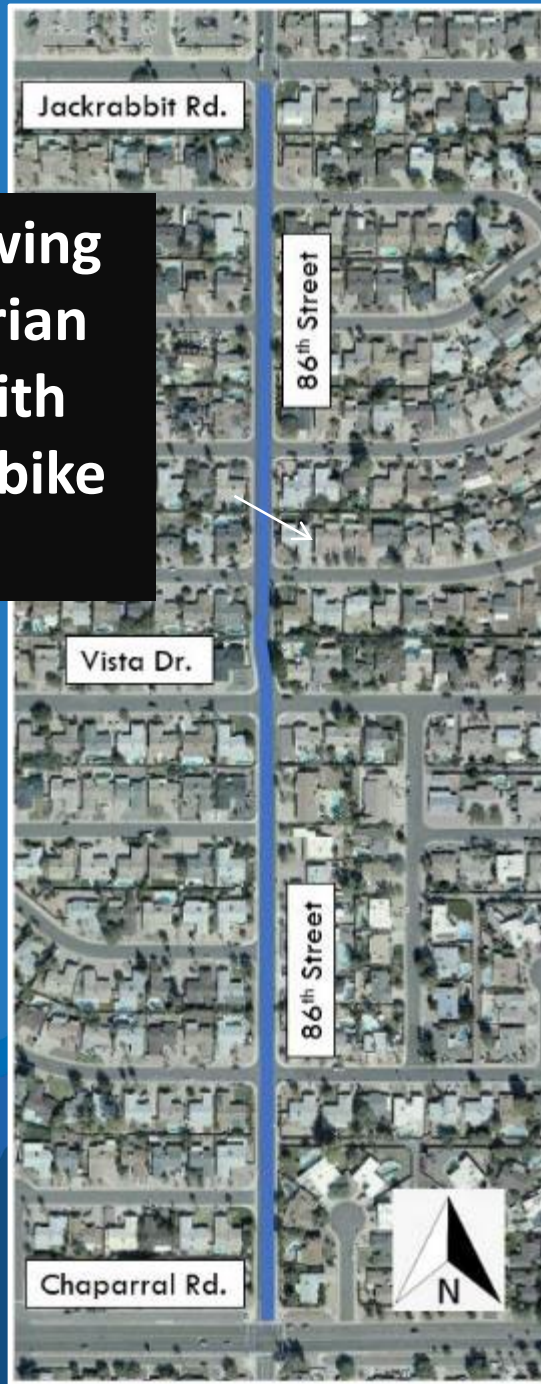 Jackrabbit Rd.
wing
rian
ith
bike
86th Street
Vista Dr.
86th Street
Chaparral Rd.
N